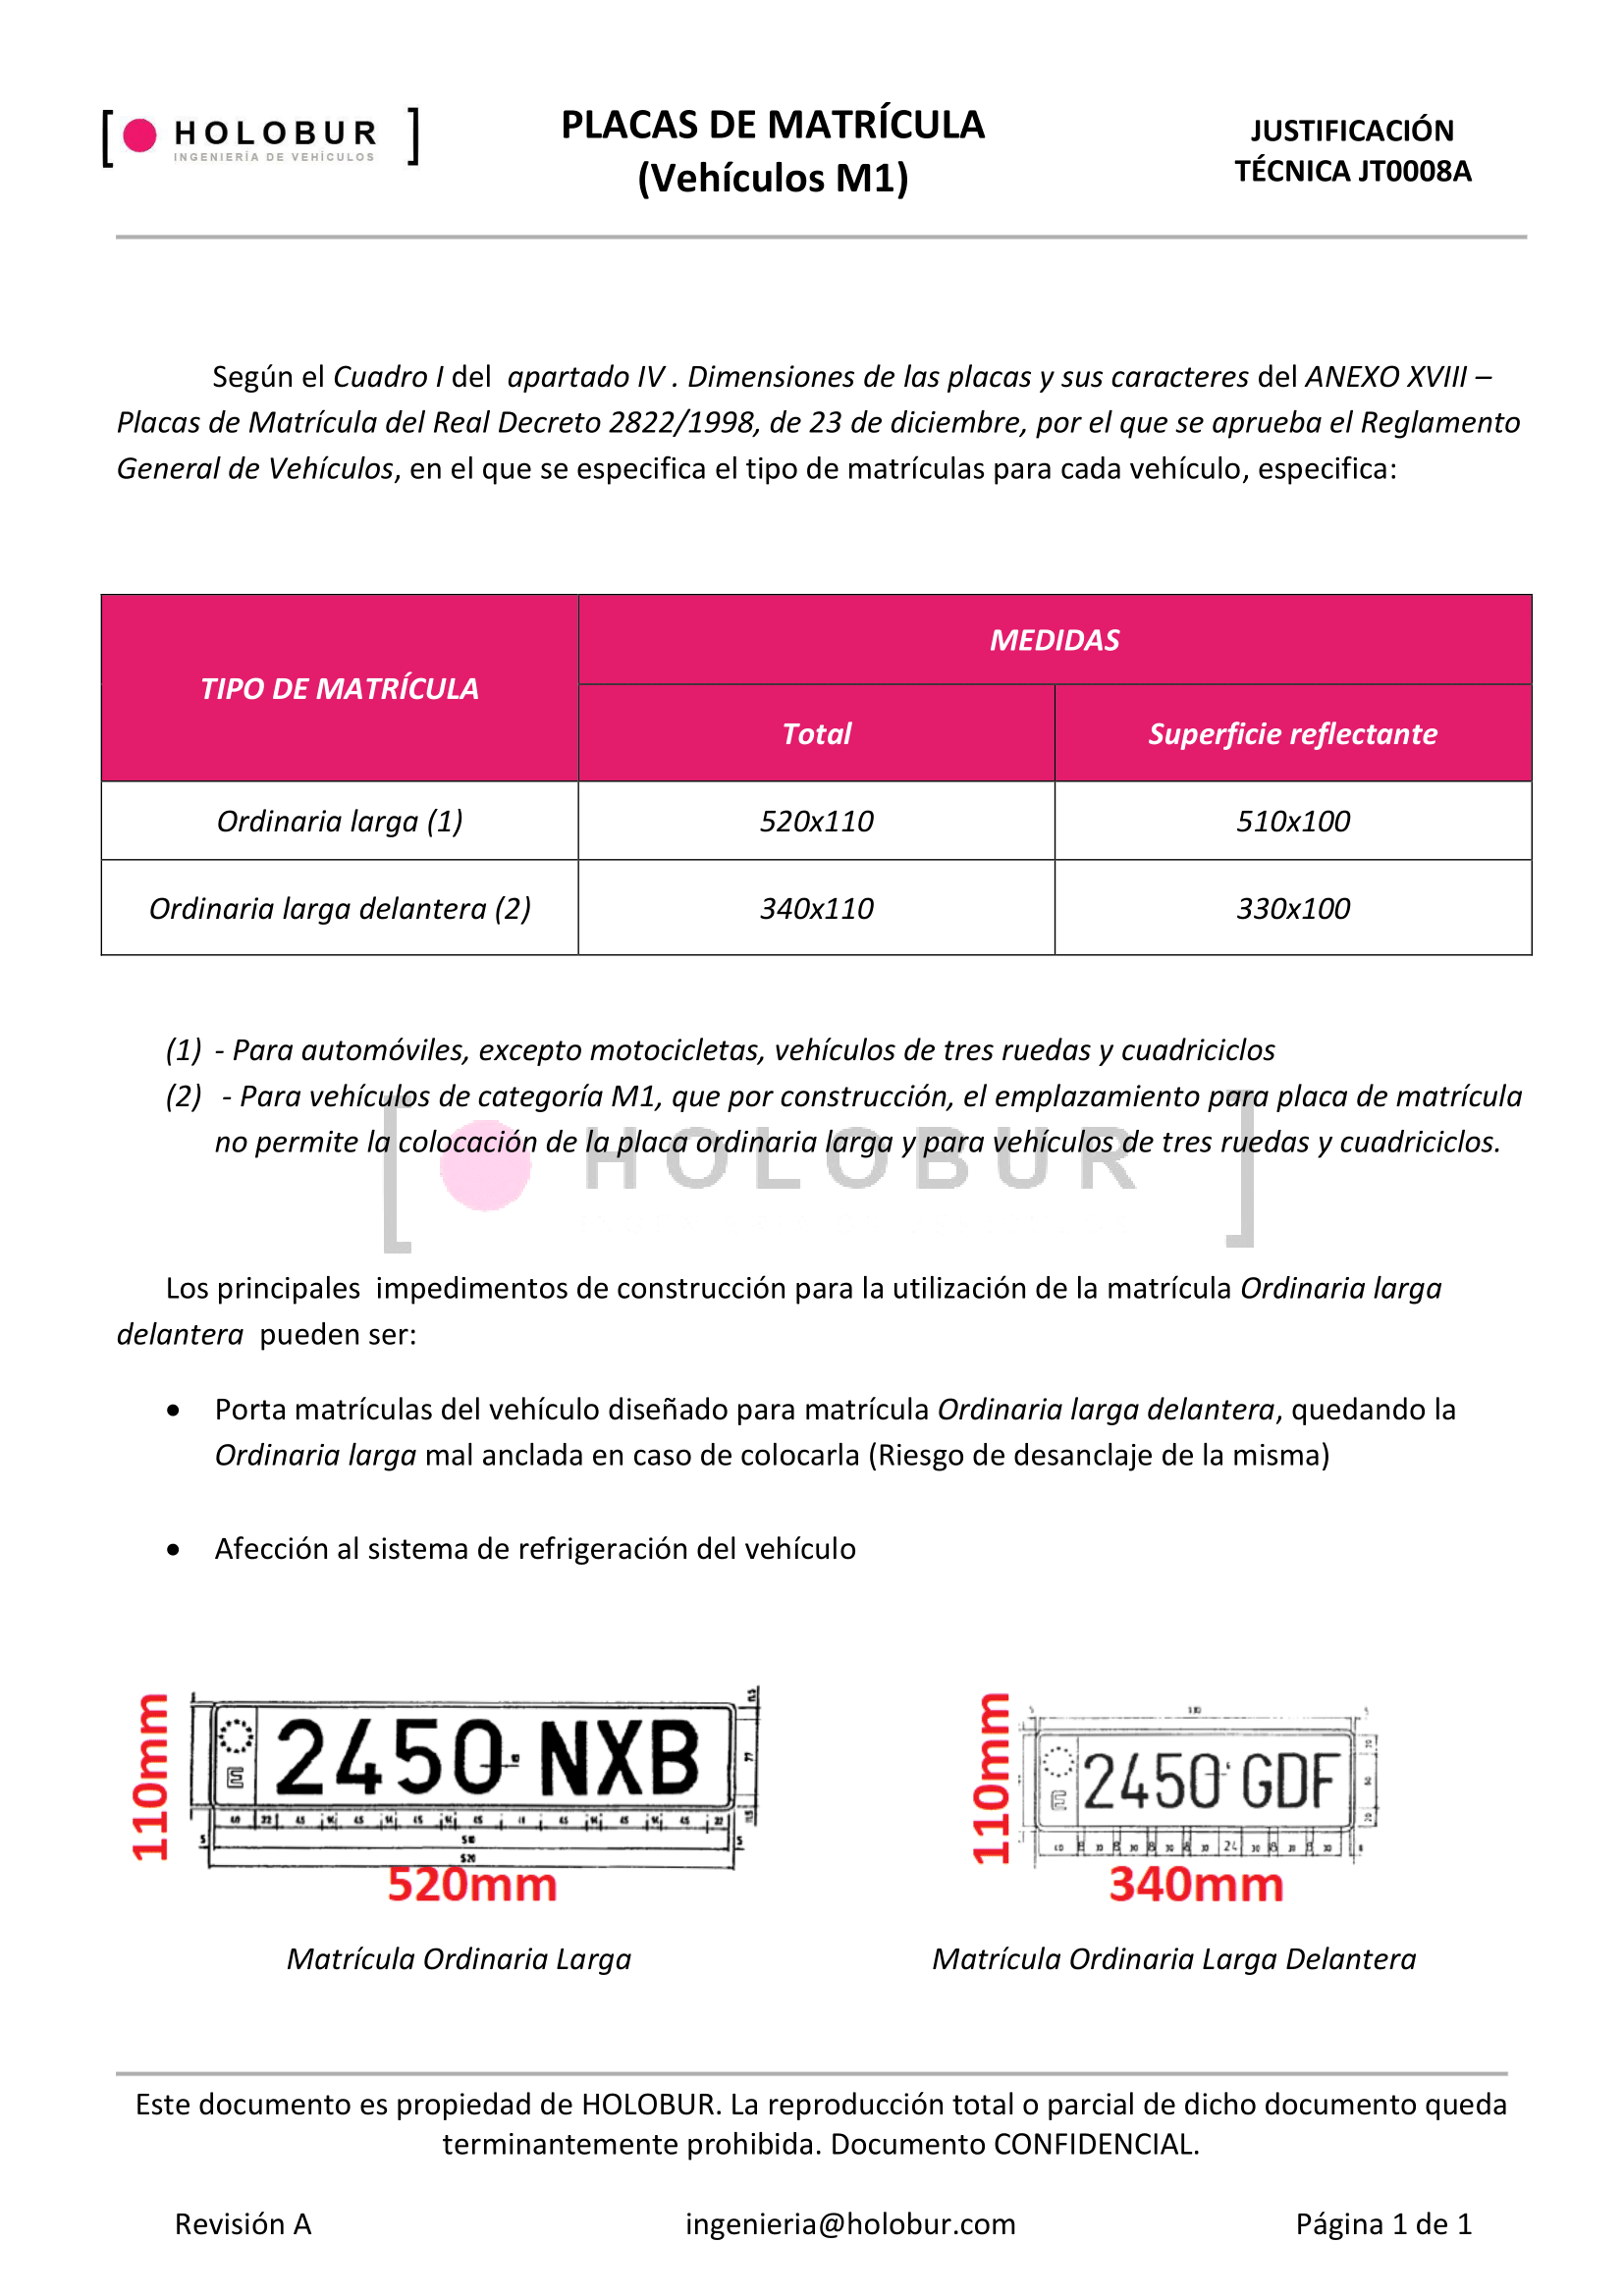 [ HOLOBUR ]
INGENIERÍA DE VEHÍCULOS
PLACAS DE MATRÍCULA
(Vehículos M1)
JUSTIFICACIÓN
TÉCNICA JT0008A
Según el Cuadro I del apartado IV . Dimensiones de las placas y sus caracteres del ANEXO XVIII –
Placas de Matrícula del Real Decreto 2822/1998, de 23 de diciembre, por el que se aprueba el Reglamento
General de Vehículos, en el que se especifica el tipo de matrículas para cada vehículo, especifica:
TIPO DE MATRÍCULA
MEDIDAS
Total
Superficie reflectante
Ordinaria larga (1)
520x110
510x100
Ordinaria larga delantera (2)
340x110
330x100
(1) - Para automóviles, excepto motocicletas, vehículos de tres ruedas y cuadriciclos
(2) - Para vehículos de categoría M1, que por construcción, el emplazamiento para placa de matrícula
no permite la colocación de la placa ordinaria larga y para vehículos de tres ruedas y cuadriciclos.
[ HOLOBUR ]
Los principales impedimentos de construcción para la utilización de la matrícula Ordinaria larga
delantera pueden ser:
• Porta matrículas del vehículo diseñado para matrícula Ordinaria larga delantera, quedando la
Ordinaria larga mal anclada en caso de colocarla (Riesgo de desanclaje de la misma)
• Afección al sistema de refrigeración del vehículo
110mm
E 2450 NXB
510
520
520mm
110mm
E 2450 GDF
340mm
Matrícula Ordinaria Larga
Matrícula Ordinaria Larga Delantera
Este documento es propiedad de HOLOBUR. La reproducción total o parcial de dicho documento queda
terminantemente prohibida. Documento CONFIDENCIAL.
Revisión A
ingenieria@holobur.com
Página 1 de 1